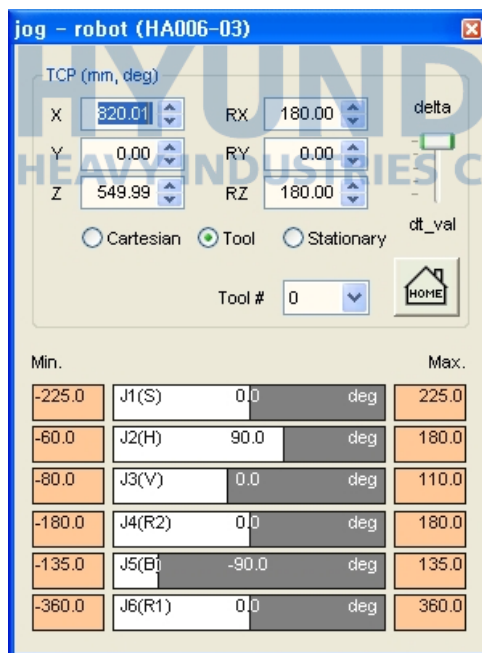 jog - robot (HA006-03)
HYUND
HEAVY INDUSTRIES C
TCP (mm, deg)
X 820.01 RX 180.00 delta
Y 0.00 RY 0.00
Z 549.99 RZ 180.00
dt_val
Cartesian Tool Stationary
HOME
Tool # 0
Min. Max.
-225.0 J1(S) 0.0 deg 225.0
-60.0 J2(H) 90.0 deg 180.0
-80.0 J3(V) 0.0 deg 110.0
-180.0 J4(R2) 0.0 deg 180.0
-135.0 J5(B) -90.0 deg 135.0
-360.0 J6(R1) 0.0 deg 360.0